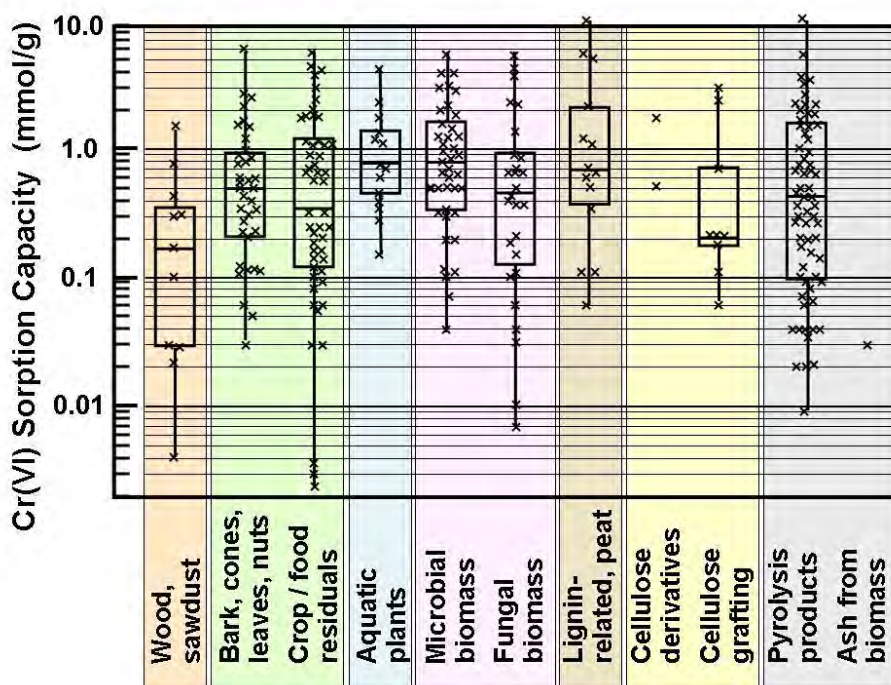 Cr(VI) Sorption Capacity (mmol/g)
10.0
1.0
0.1
0.01
Wood,
sawdust
Bark, cones,
leaves, nuts
Crop / food
residuals
Aquatic
plants
Microbial
biomass
Fungal
biomass
Lignin-
related, peat
Cellulose
derivatives
Cellulose
grafting
Pyrolysis
products
Ash from
biomass